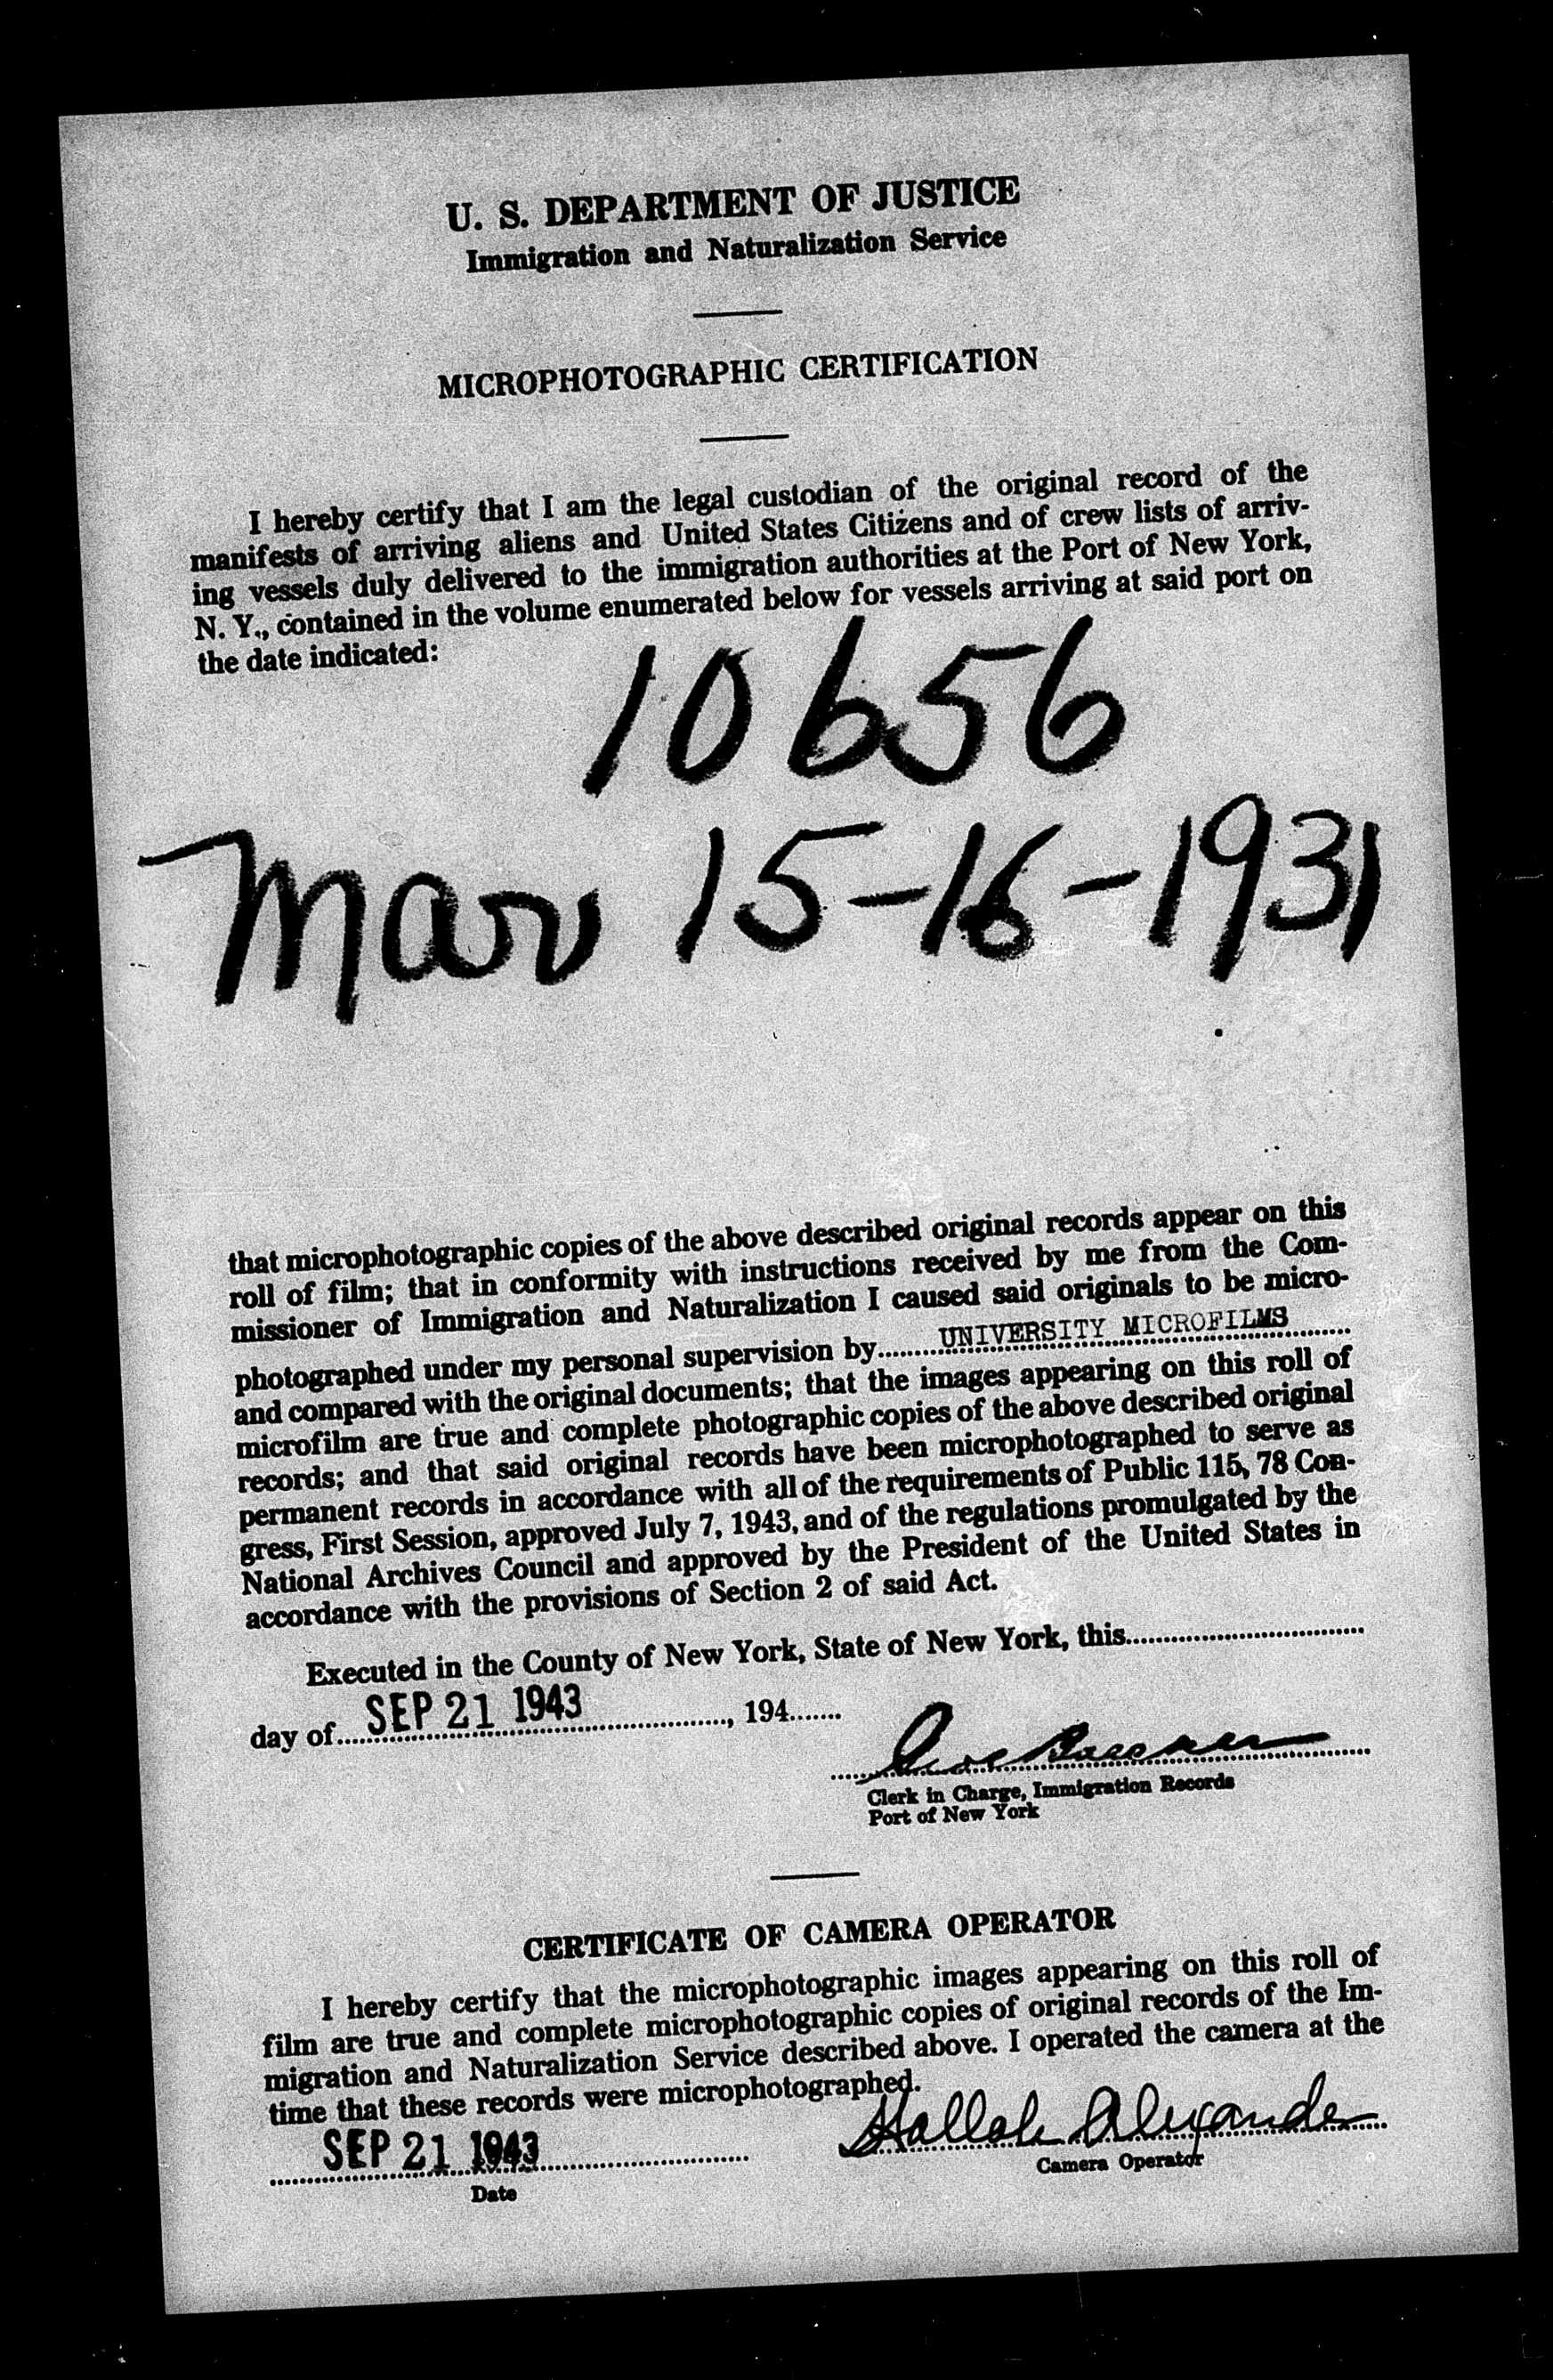 U. S. DEPARTMENT OF JUSTICE
Immigration and Naturalization Service
MICROPHOTOGRAPHIC CERTIFICATION
I hereby certify that I am the legal custodian of the original record of the
manifests of arriving aliens and United States Citizens and of crew lists of arriv-
ing vessels duly delivered to the immigration authorities at the Port of New York,
N. Y., contained in the volume enumerated below for vessels arriving at said port on
the date indicated:
10656
Mar 15-16-1931
that microphotographic copies of the above described original records appear on this
roll of film; that in conformity with instructions received by me from the Com-
missioner of Immigration and Naturalization I caused said originals to be micro-
photographed under my personal supervision by UNIVERSITY MICROFILMS
and compared with the original documents; that the images appearing on this roll of
microfilm are true and complete photographic copies of the above described original
records; and that said original records have been microphotographed to serve as
permanent records in accordance with all of the requirements of Public 115, 78 Con-
gress, First Session, approved July 7, 1943, and of the regulations promulgated by the
National Archives Council and approved by the President of the United States in
accordance with the provisions of Section 2 of said Act.
Executed in the County of New York, State of New York, this
day of SEP 21 1943, 194
Clerk in Charge, Immigration Records
Port of New York
CERTIFICATE OF CAMERA OPERATOR
I hereby certify that the microphotographic images appearing on this roll of
film are true and complete microphotographic copies of original records of the Im-
migration and Naturalization Service described above. I operated the camera at the
time that these records were microphotographed.
SEP 21 1943 Alexander
Date Camera Operator